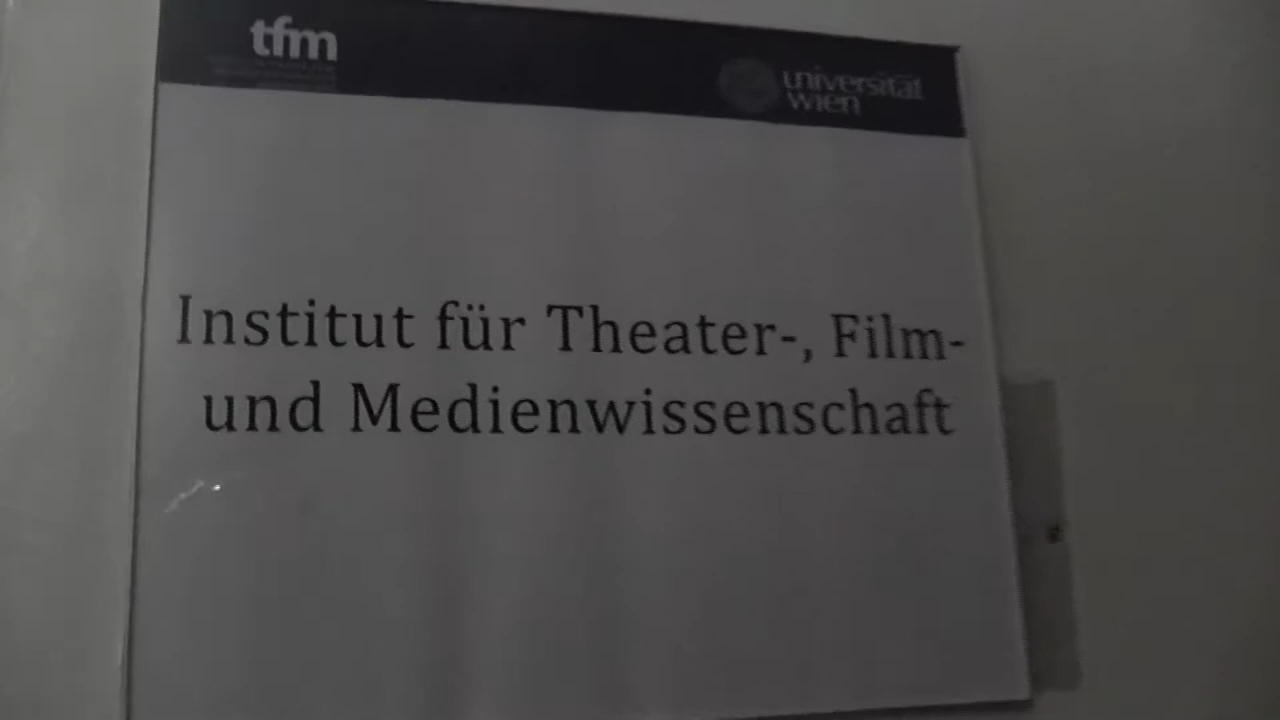 tfm
universität
wien
Institut für Theater-, Film-
und Medienwissenschaft